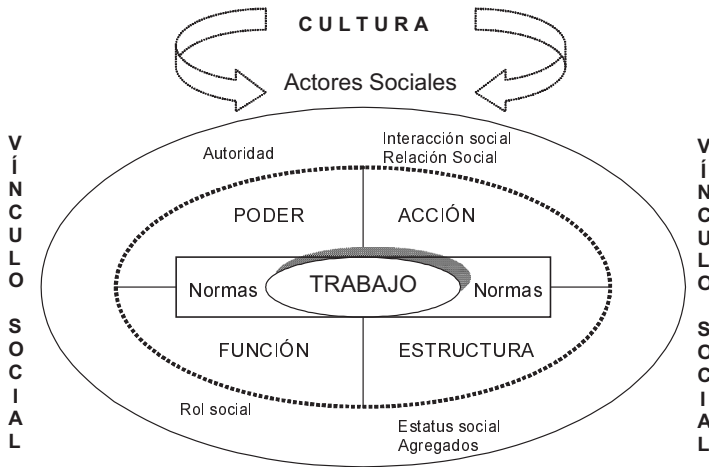 CULTURA
Actores Sociales
VÍNCULO SOCIAL
Autoridad
Interacción social
Relación Social
VÍNCULO SOCIAL
PODER
ACCIÓN
Normas
TRABAJO
Normas
FUNCIÓN
ESTRUCTURA
Rol social
Estatus social
Agregados